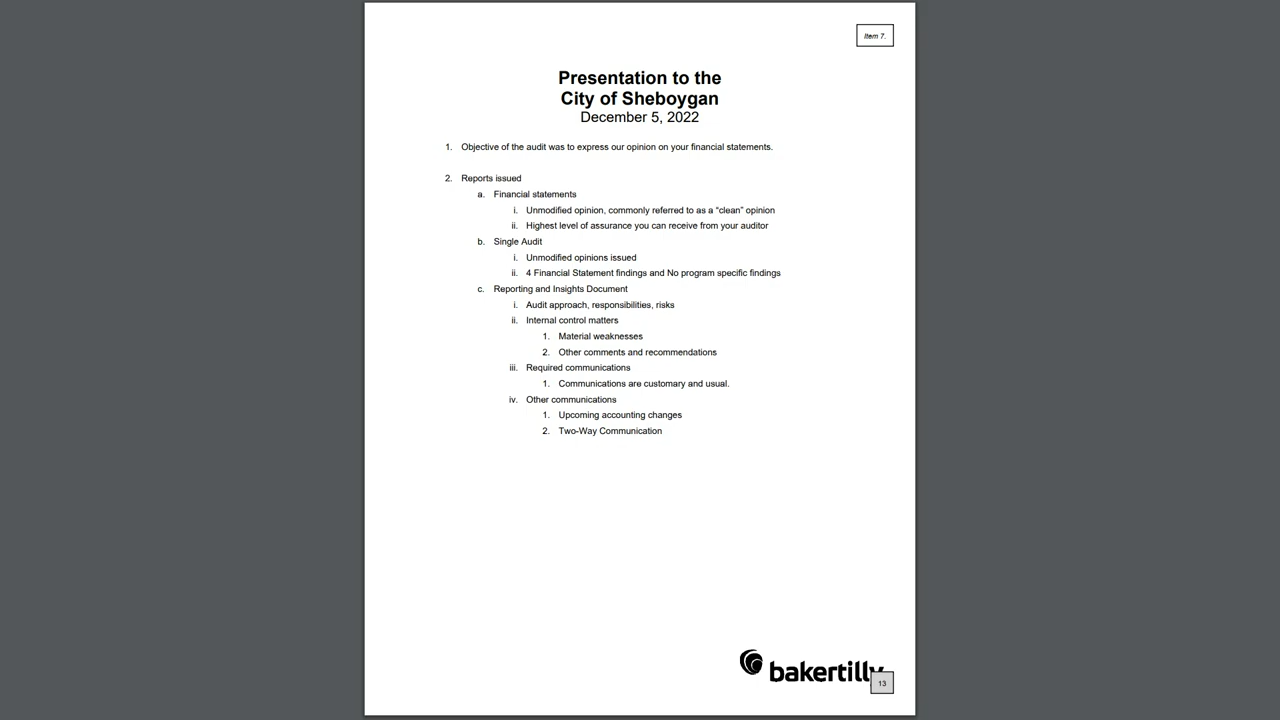 Item 7.
Presentation to the
City of Sheboygan
December 5, 2022
1. Objective of the audit was to express our opinion on your financial statements.
2. Reports issued
a. Financial statements
i. Unmodified opinion, commonly referred to as a “clean” opinion
ii. Highest level of assurance you can receive from your auditor
b. Single Audit
i. Unmodified opinions issued
ii. 4 Financial Statement findings and No program specific findings
c. Reporting and Insights Document
i. Audit approach, responsibilities, risks
ii. Internal control matters
1. Material weaknesses
2. Other comments and recommendations
iii. Required communications
1. Communications are customary and usual.
iv. Other communications
1. Upcoming accounting changes
2. Two-Way Communication
bakertilly
13